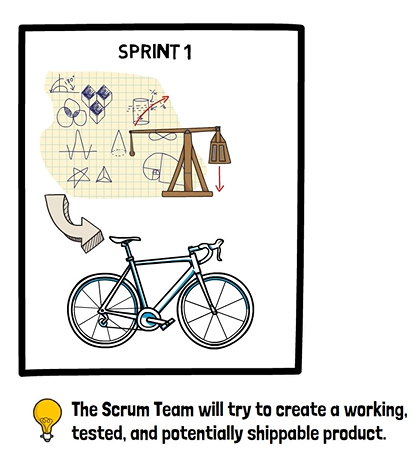 SPRINT 1
The Scrum Team will try to create a working,
tested, and potentially shippable product.